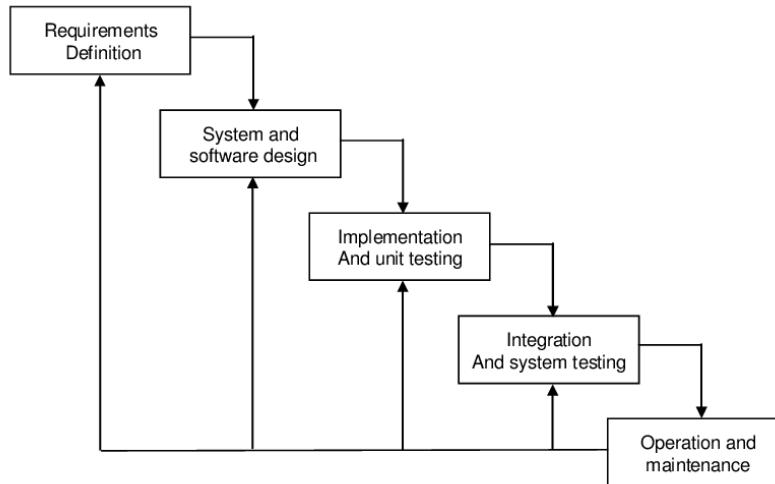 Requirements
Definition
System and
software design
Implementation
And unit testing
Integration
And system testing
Operation and
maintenance